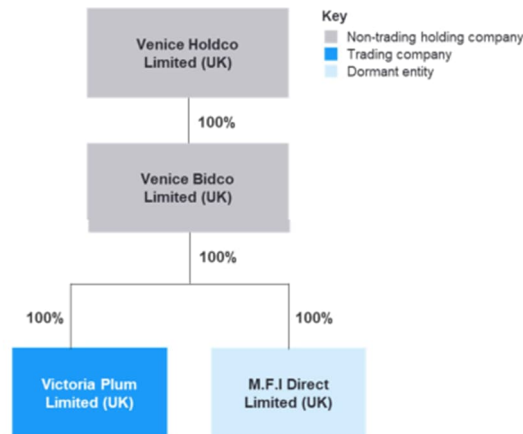 Key
Non-trading holding company
Trading company
Dormant entity
Venice Holdco
Limited (UK)
100%
Venice Bidco
Limited (UK)
100%
100%
100%
Victoria Plum
Limited (UK)
M.F.I Direct
Limited (UK)